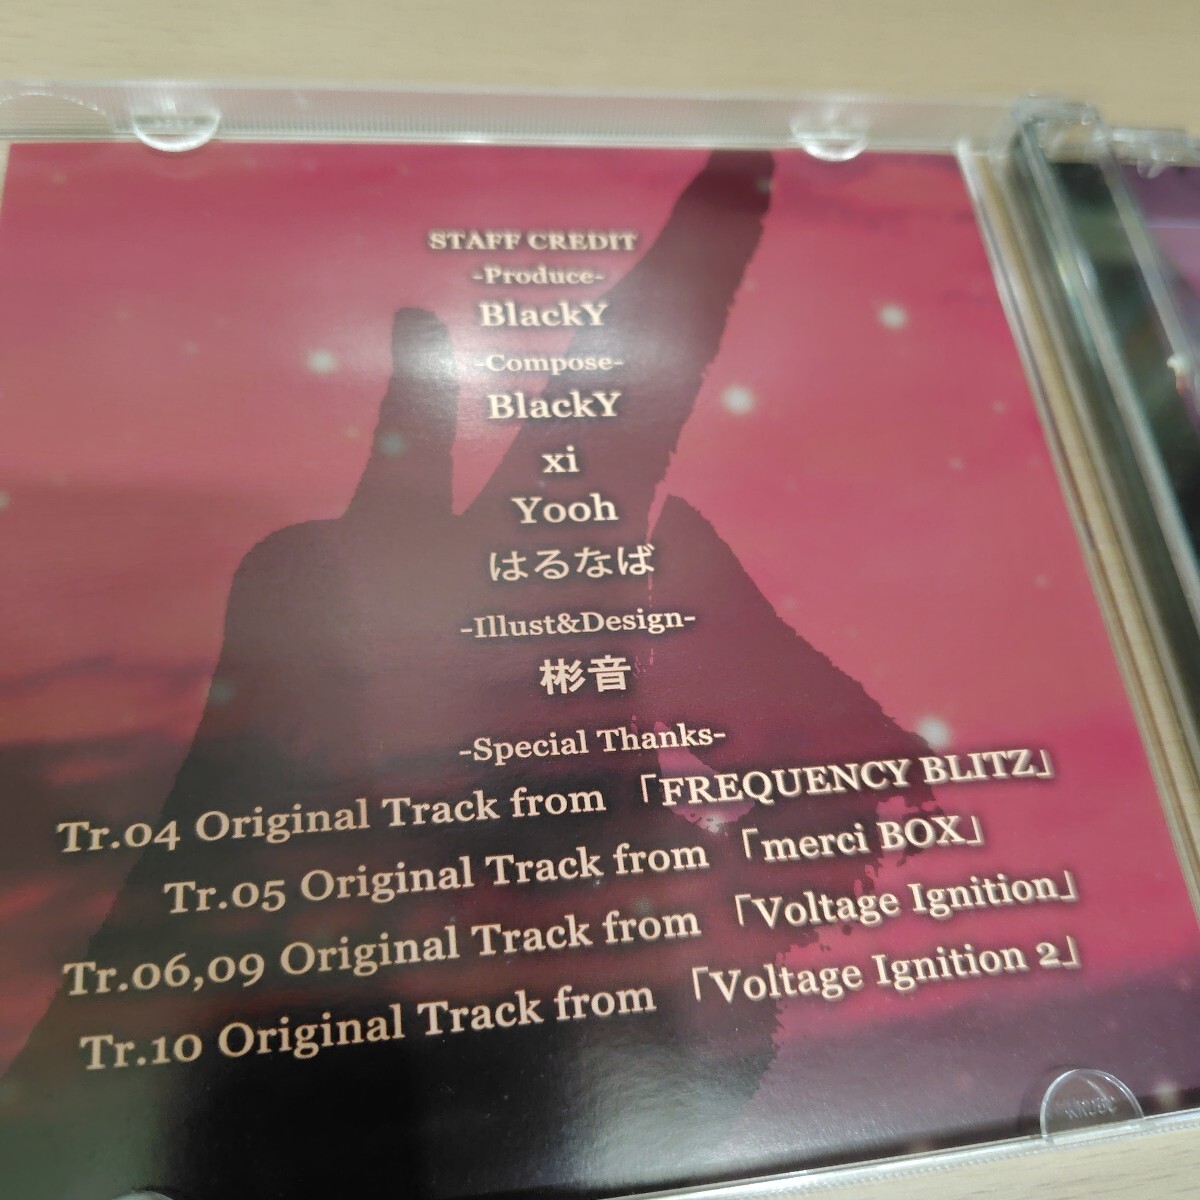 STAFF CREDIT
-Produce-
BlackY
-Compose-
BlackY
xi
Yooh
はるなば
-Illust&Design-
彬音
-Special Thanks-
Tr.04 Original Track from 「FREQUENCY BLITZ」
Tr.05 Original Track from 「merci BOX」
Tr.06,09 Original Track from 「Voltage Ignition」
Tr.10 Original Track from 「Voltage Ignition 2」